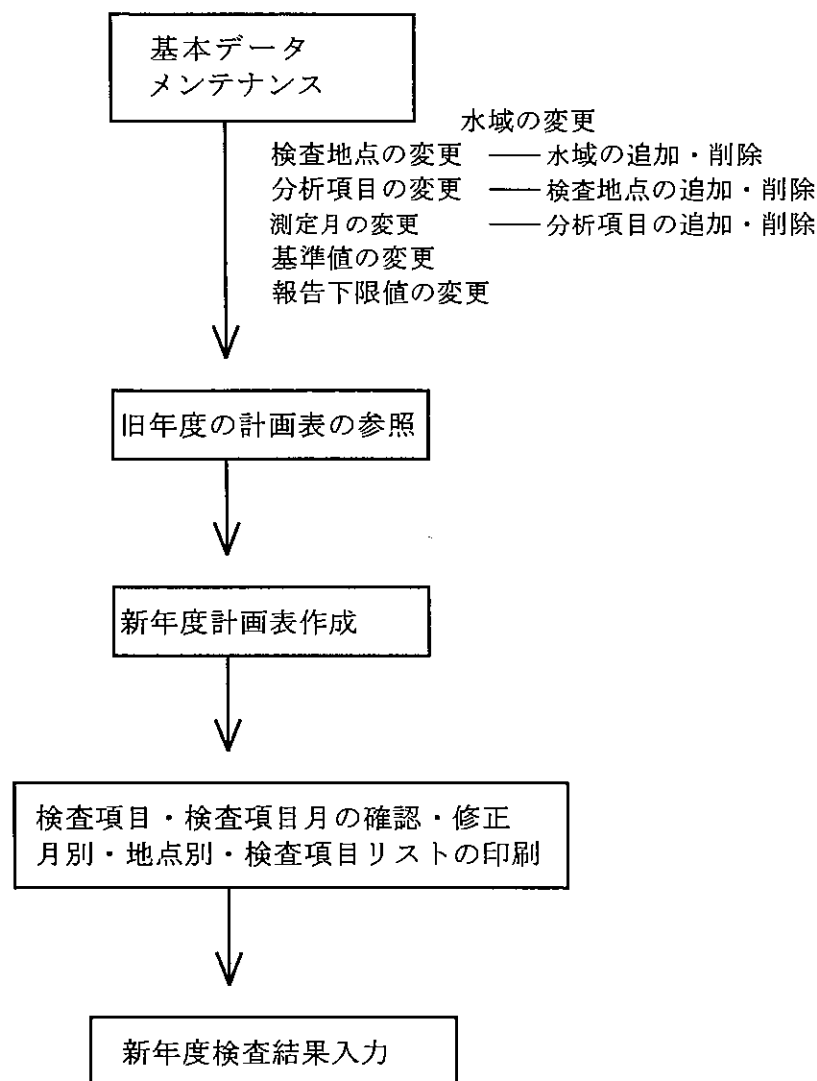 基本データ
メンテナンス
水域の変更
検査地点の変更 ―― 水域の追加・削除
分析項目の変更 ―― 検査地点の追加・削除
測定月の変更 ―― 分析項目の追加・削除
基準値の変更
報告下限値の変更
旧年度の計画表の参照
新年度計画表作成
検査項目・検査項目月の確認・修正
月別・地点別・検査項目リストの印刷
新年度検査結果入力